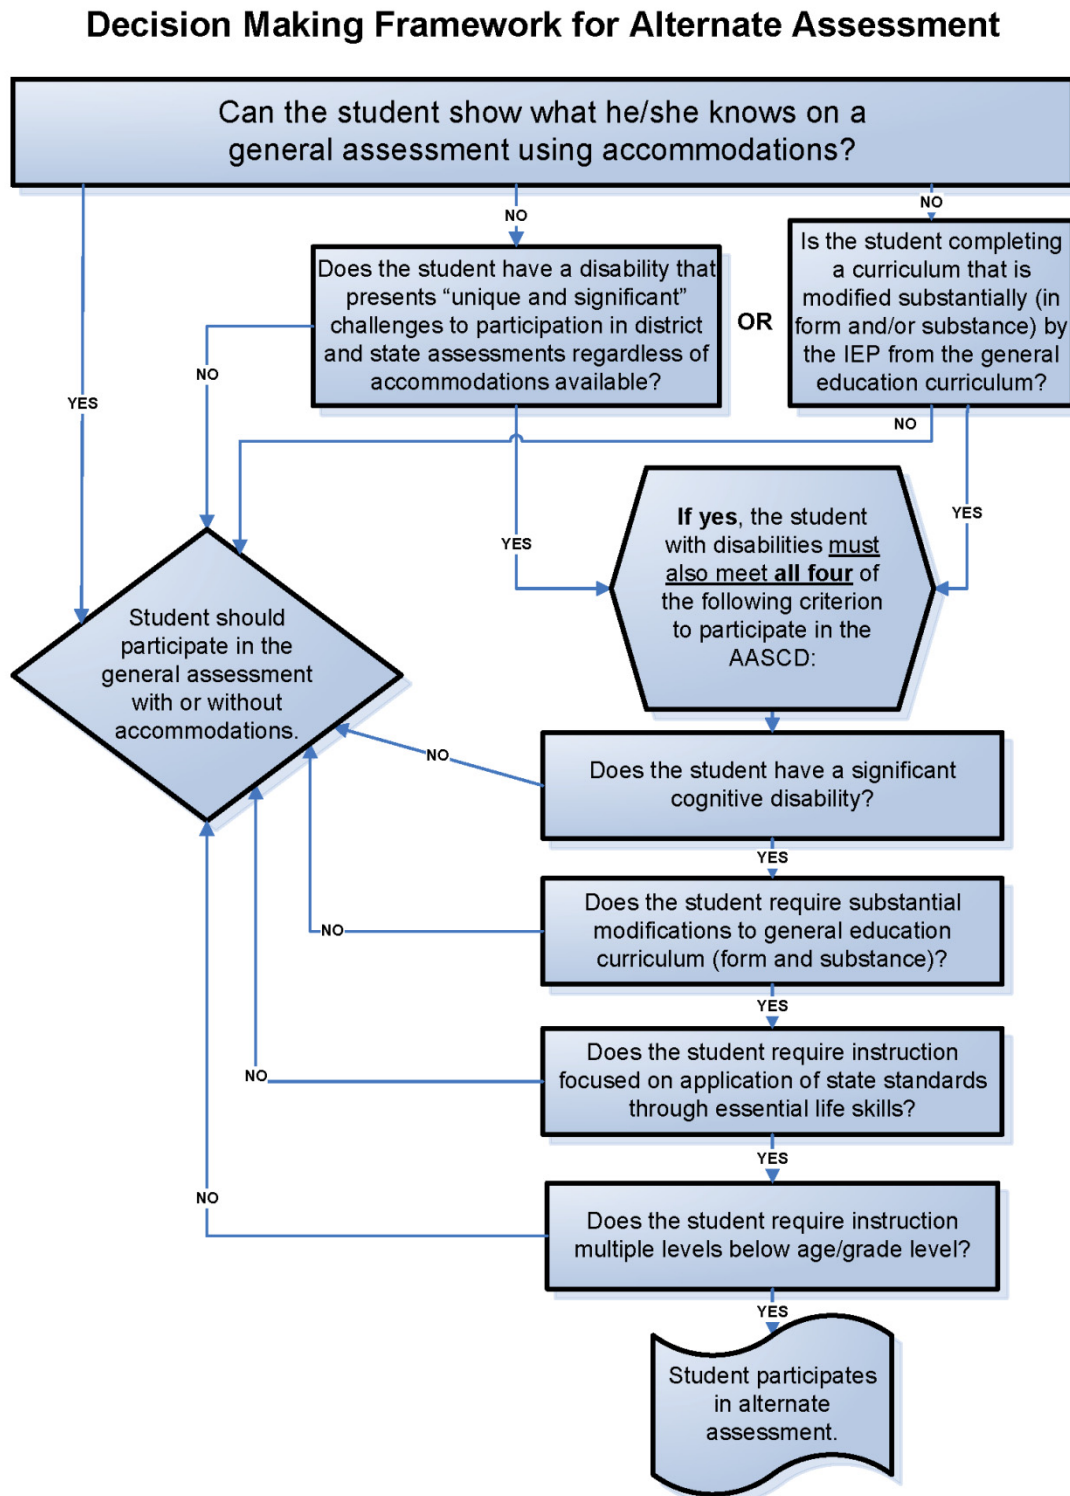 Decision Making Framework for Alternate Assessment
Can the student show what he/she knows on a
general assessment using accommodations?
NO
NO
Does the student have a disability that
presents “unique and significant”
challenges to participation in district
and state assessments regardless of
accommodations available?
OR
Is the student completing
a curriculum that is
modified substantially (in
form and/or substance) by
the IEP from the general
education curriculum?
NO
YES
NO
YES
YES
If yes, the student
with disabilities must
also meet all four of
the following criterion
to participate in the
AASCD:
Student should
participate in the
general assessment
with or without
accommodations.
NO
Does the student have a significant
cognitive disability?
YES
Does the student require substantial
modifications to general education
curriculum (form and substance)?
NO
YES
Does the student require instruction
focused on application of state standards
through essential life skills?
NO
YES
NO
Does the student require instruction
multiple levels below age/grade level?
YES
Student participates
in alternate
assessment.